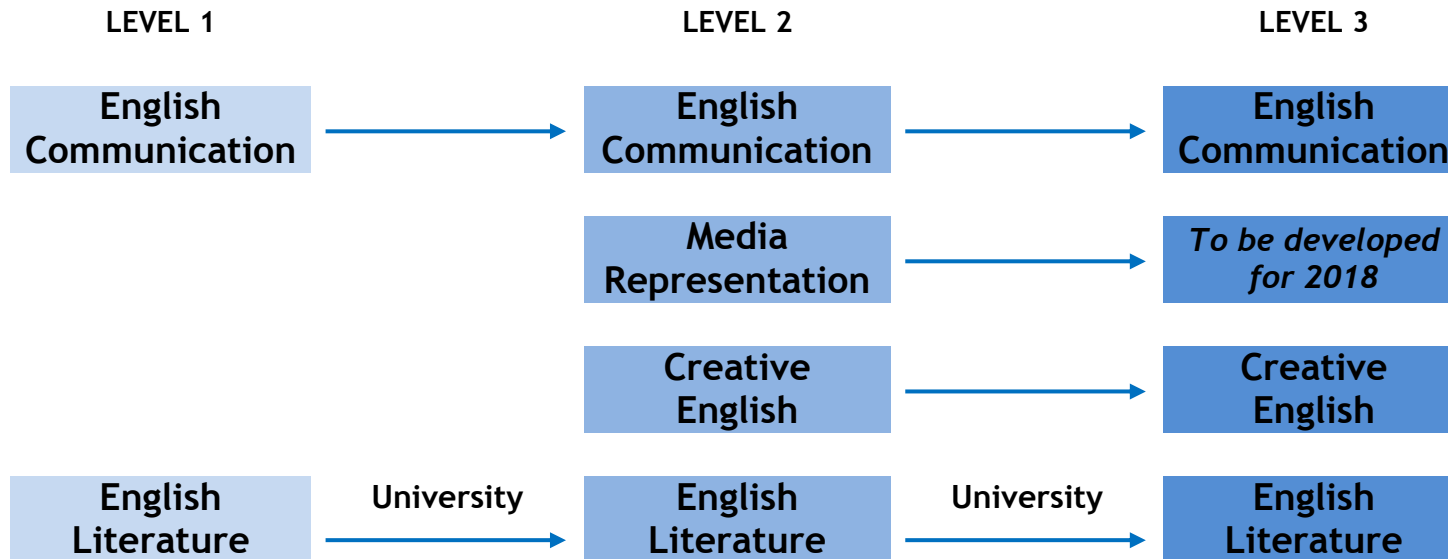 LEVEL 1
LEVEL 2
LEVEL 3
English
Communication
English
Communication
English
Communication
Media
Representation
To be developed
for 2018
Creative
English
Creative
English
English
Literature
University
English
Literature
University
English
Literature